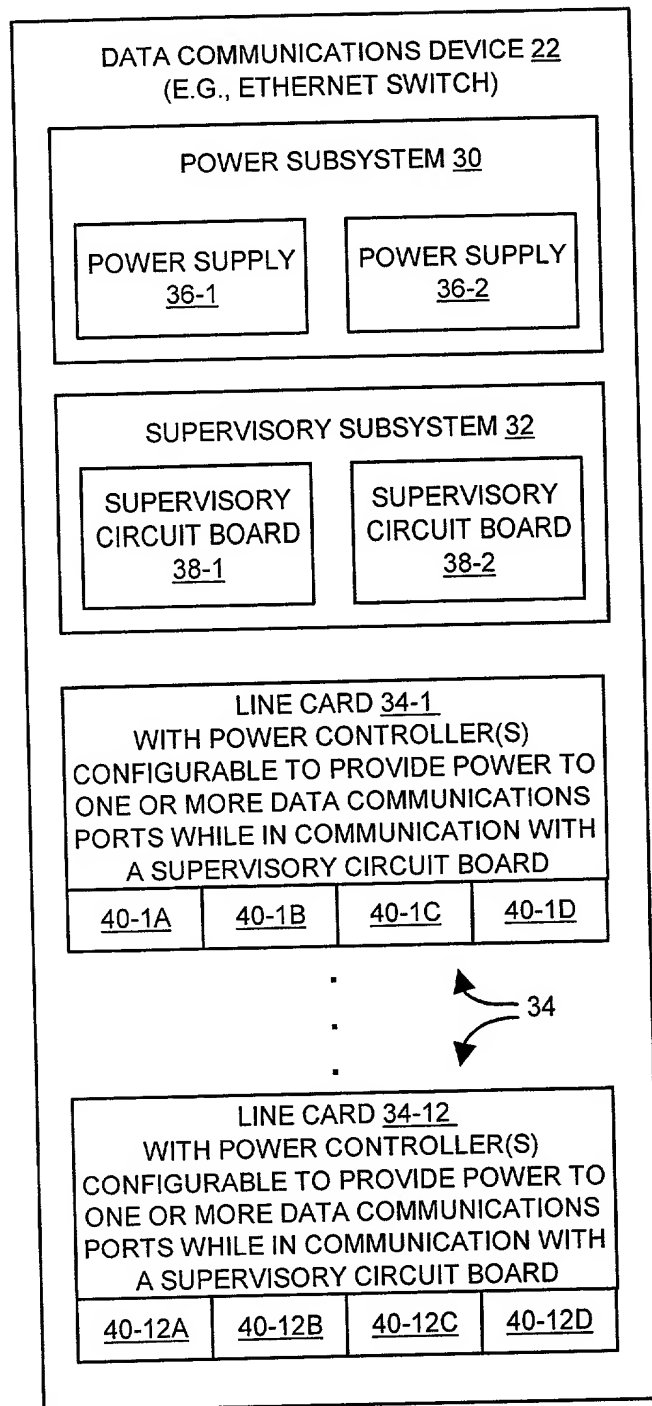 DATA COMMUNICATIONS DEVICE 22
(E.G., ETHERNET SWITCH)
POWER SUBSYSTEM 30
POWER SUPPLY
36-1
POWER SUPPLY
36-2
SUPERVISORY SUBSYSTEM 32
SUPERVISORY
CIRCUIT BOARD
38-1
SUPERVISORY
CIRCUIT BOARD
38-2
LINE CARD 34-1
WITH POWER CONTROLLER(S)
CONFIGURABLE TO PROVIDE POWER TO
ONE OR MORE DATA COMMUNICATIONS
PORTS WHILE IN COMMUNICATION WITH
A SUPERVISORY CIRCUIT BOARD
40-1A 40-1B 40-1C 40-1D
34
LINE CARD 34-12
WITH POWER CONTROLLER(S)
CONFIGURABLE TO PROVIDE POWER TO
ONE OR MORE DATA COMMUNICATIONS
PORTS WHILE IN COMMUNICATION WITH
A SUPERVISORY CIRCUIT BOARD
40-12A 40-12B 40-12C 40-12D